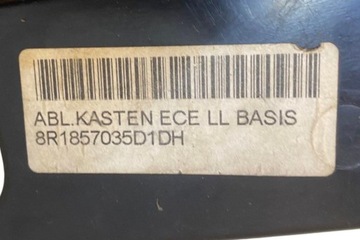 ABL.KASTEN ECE LL BASIS
8R1857035D1DH